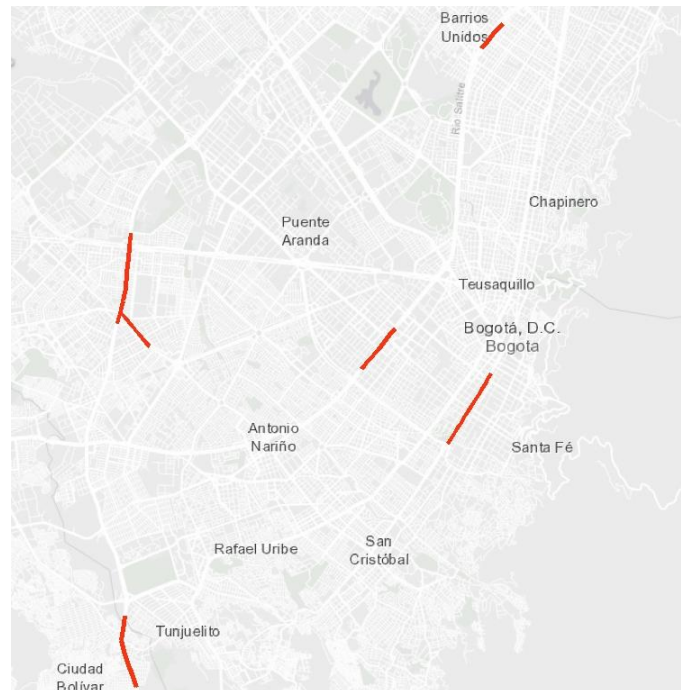 Barrios
Unidos
Rio Salitre
Chapinero
Puente
Aranda
Teusaquillo
Bogotá, D.C.
Bogota
Antonio
Nariño
Santa Fé
San
Cristóbal
Rafael Uribe
Tunjuelito
Ciudad
Bolívar